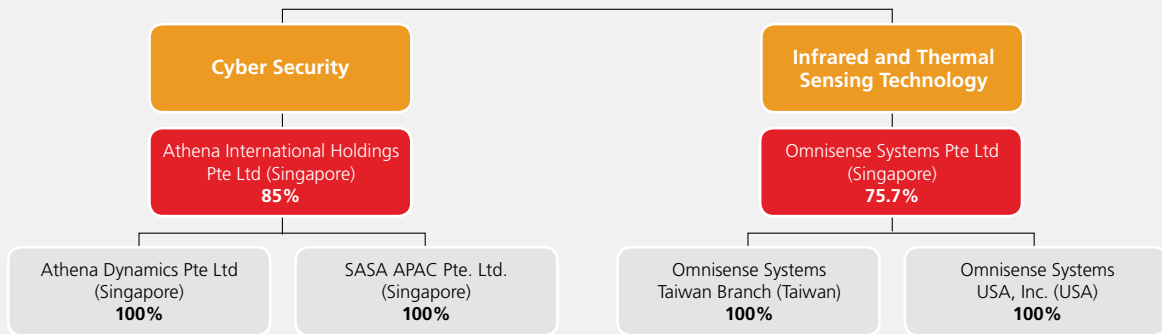 Cyber Security
Infrared and Thermal
Sensing Technology
Athena International Holdings
Pte Ltd (Singapore)
85%
Omnisense Systems Pte Ltd
(Singapore)
75.7%
Athena Dynamics Pte Ltd
(Singapore)
100%
SASA APAC Pte. Ltd.
(Singapore)
100%
Omnisense Systems
Taiwan Branch (Taiwan)
100%
Omnisense Systems
USA, Inc. (USA)
100%